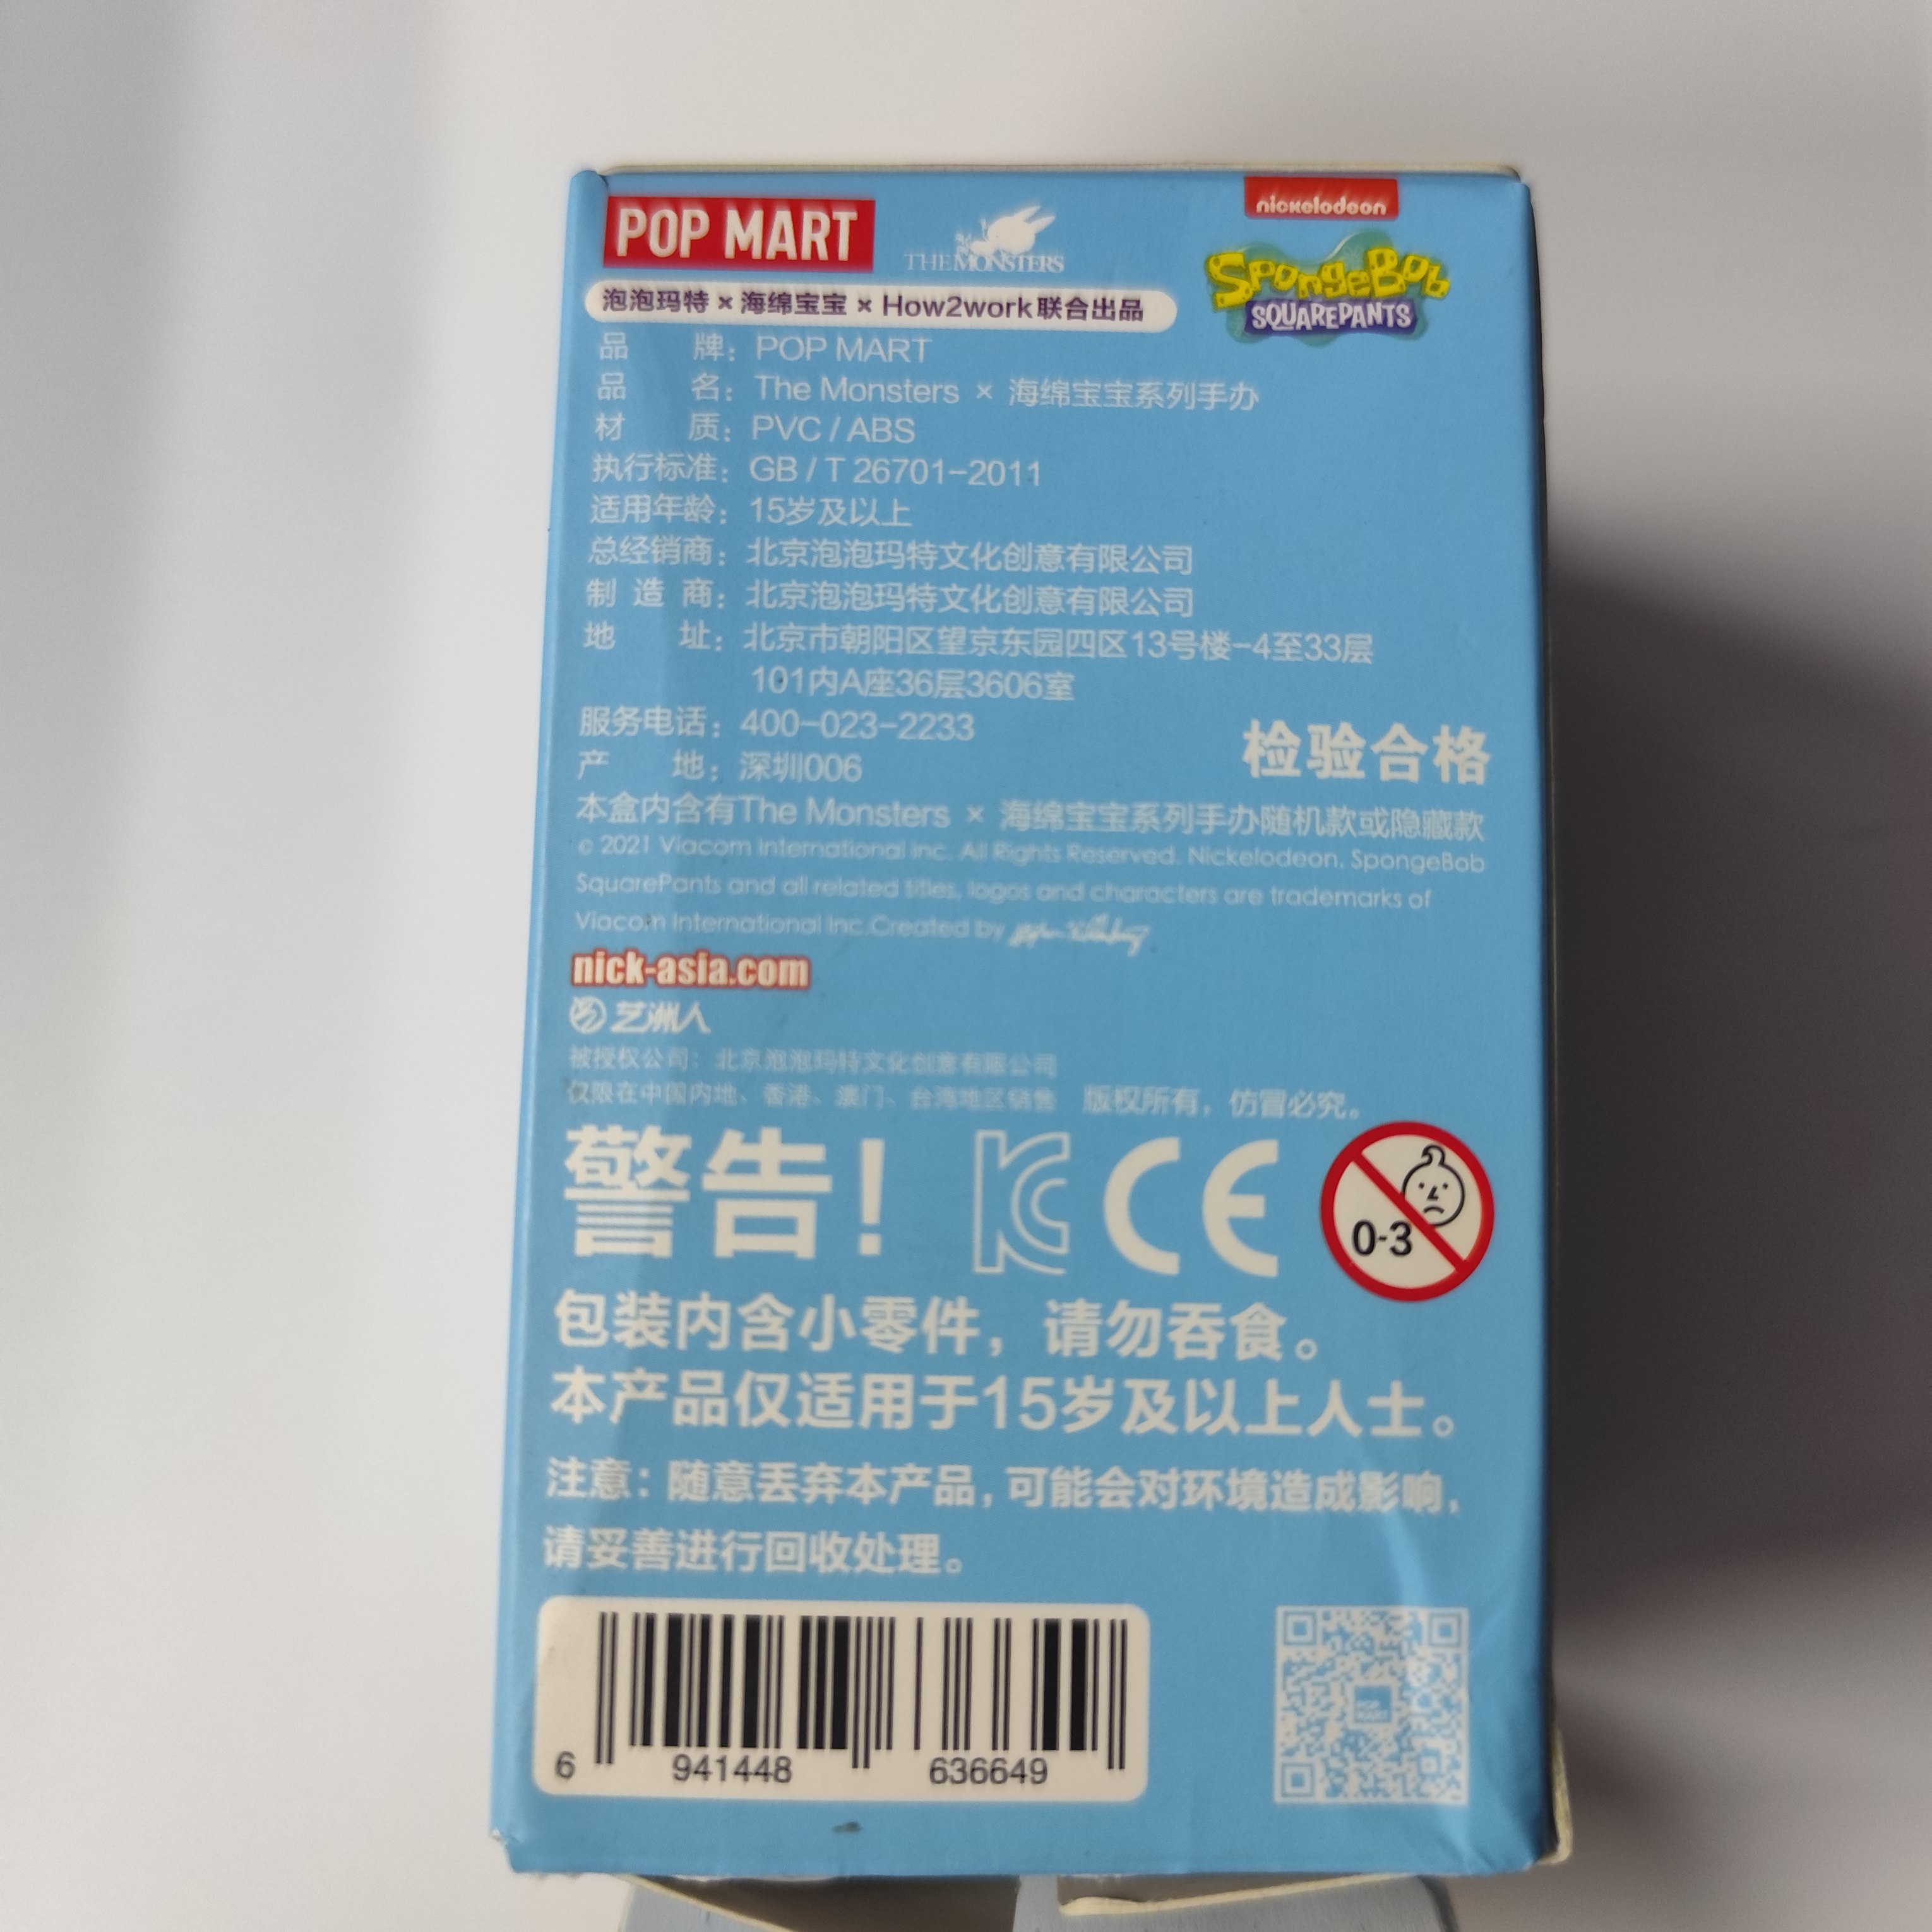 POP MART
THE MONSTERS
nickelodeon
SpongeBob
SQUAREPANTS
泡泡玛特 × 海绵宝宝 × How2work联合出品
品 牌：POP MART
品 名：The Monsters × 海绵宝宝系列手办
材 质：PVC / ABS
执行标准：GB / T 26701-2011
适用年龄：15岁及以上
总经销商：北京泡泡玛特文化创意有限公司
制 造 商：北京泡泡玛特文化创意有限公司
地 址：北京市朝阳区望京东园四区13号楼-4至33层
101内A座36层3606室
服务电话：400-023-2233
产 地：深圳006
检验合格
本盒内含有The Monsters × 海绵宝宝系列手办随机款或隐藏款
© 2021 Viacom International Inc. All Rights Reserved. Nickelodeon, SpongeBob
SquarePants and all related titles, logos and characters are trademarks of
Viacom International Inc.Created by
nick-asia.com
艺洲人
被授权公司：北京泡泡玛特文化创意有限公司
仅限在中国内地、香港、澳门、台湾地区销售 版权所有，仿冒必究。
警告！ KC CE
0-3
包装内含小零件，请勿吞食。
本产品仅适用于15岁及以上人士。
注意：随意丢弃本产品，可能会对环境造成影响，
请妥善进行回收处理。
6 941448 636649
POP MART